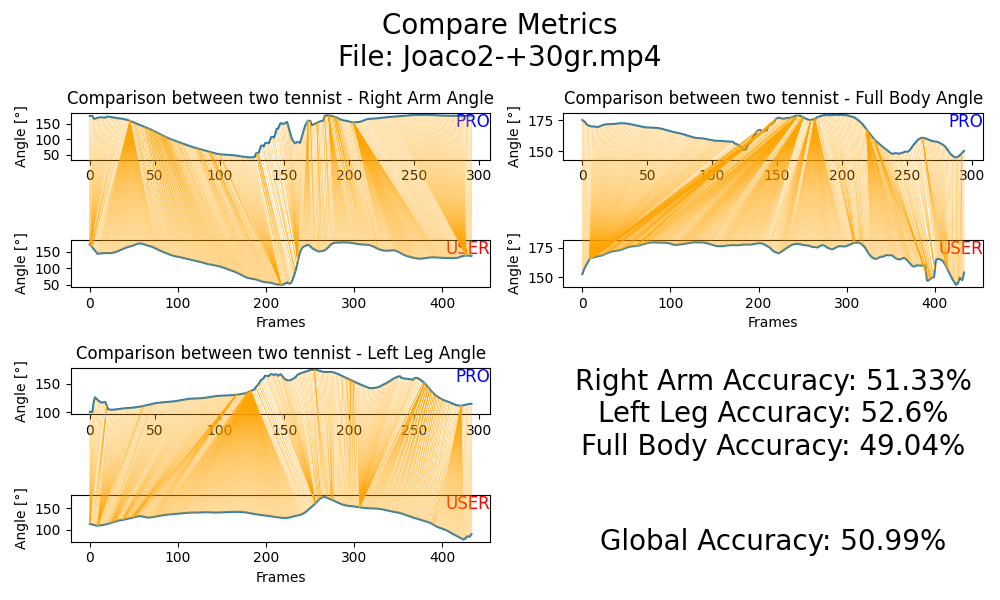 Compare Metrics
File: Joaco2-+30gr.mp4
Comparison between two tennist - Right Arm Angle
Angle [°]
150
100
50
PRO
0 50 100 150 200 250 300
Angle [°]
150
100
50
USER
0 100 200 300 400
Frames
Comparison between two tennist - Full Body Angle
Angle [°]
175
150
PRO
0 50 100 150 200 250 300
Angle [°]
175
150
USER
0 100 200 300 400
Frames
Comparison between two tennist - Left Leg Angle
Angle [°]
150
100
PRO
0 50 100 150 200 250 300
Angle [°]
150
100
USER
0 100 200 300 400
Frames
Right Arm Accuracy: 51.33%
Left Leg Accuracy: 52.6%
Full Body Accuracy: 49.04%
Global Accuracy: 50.99%